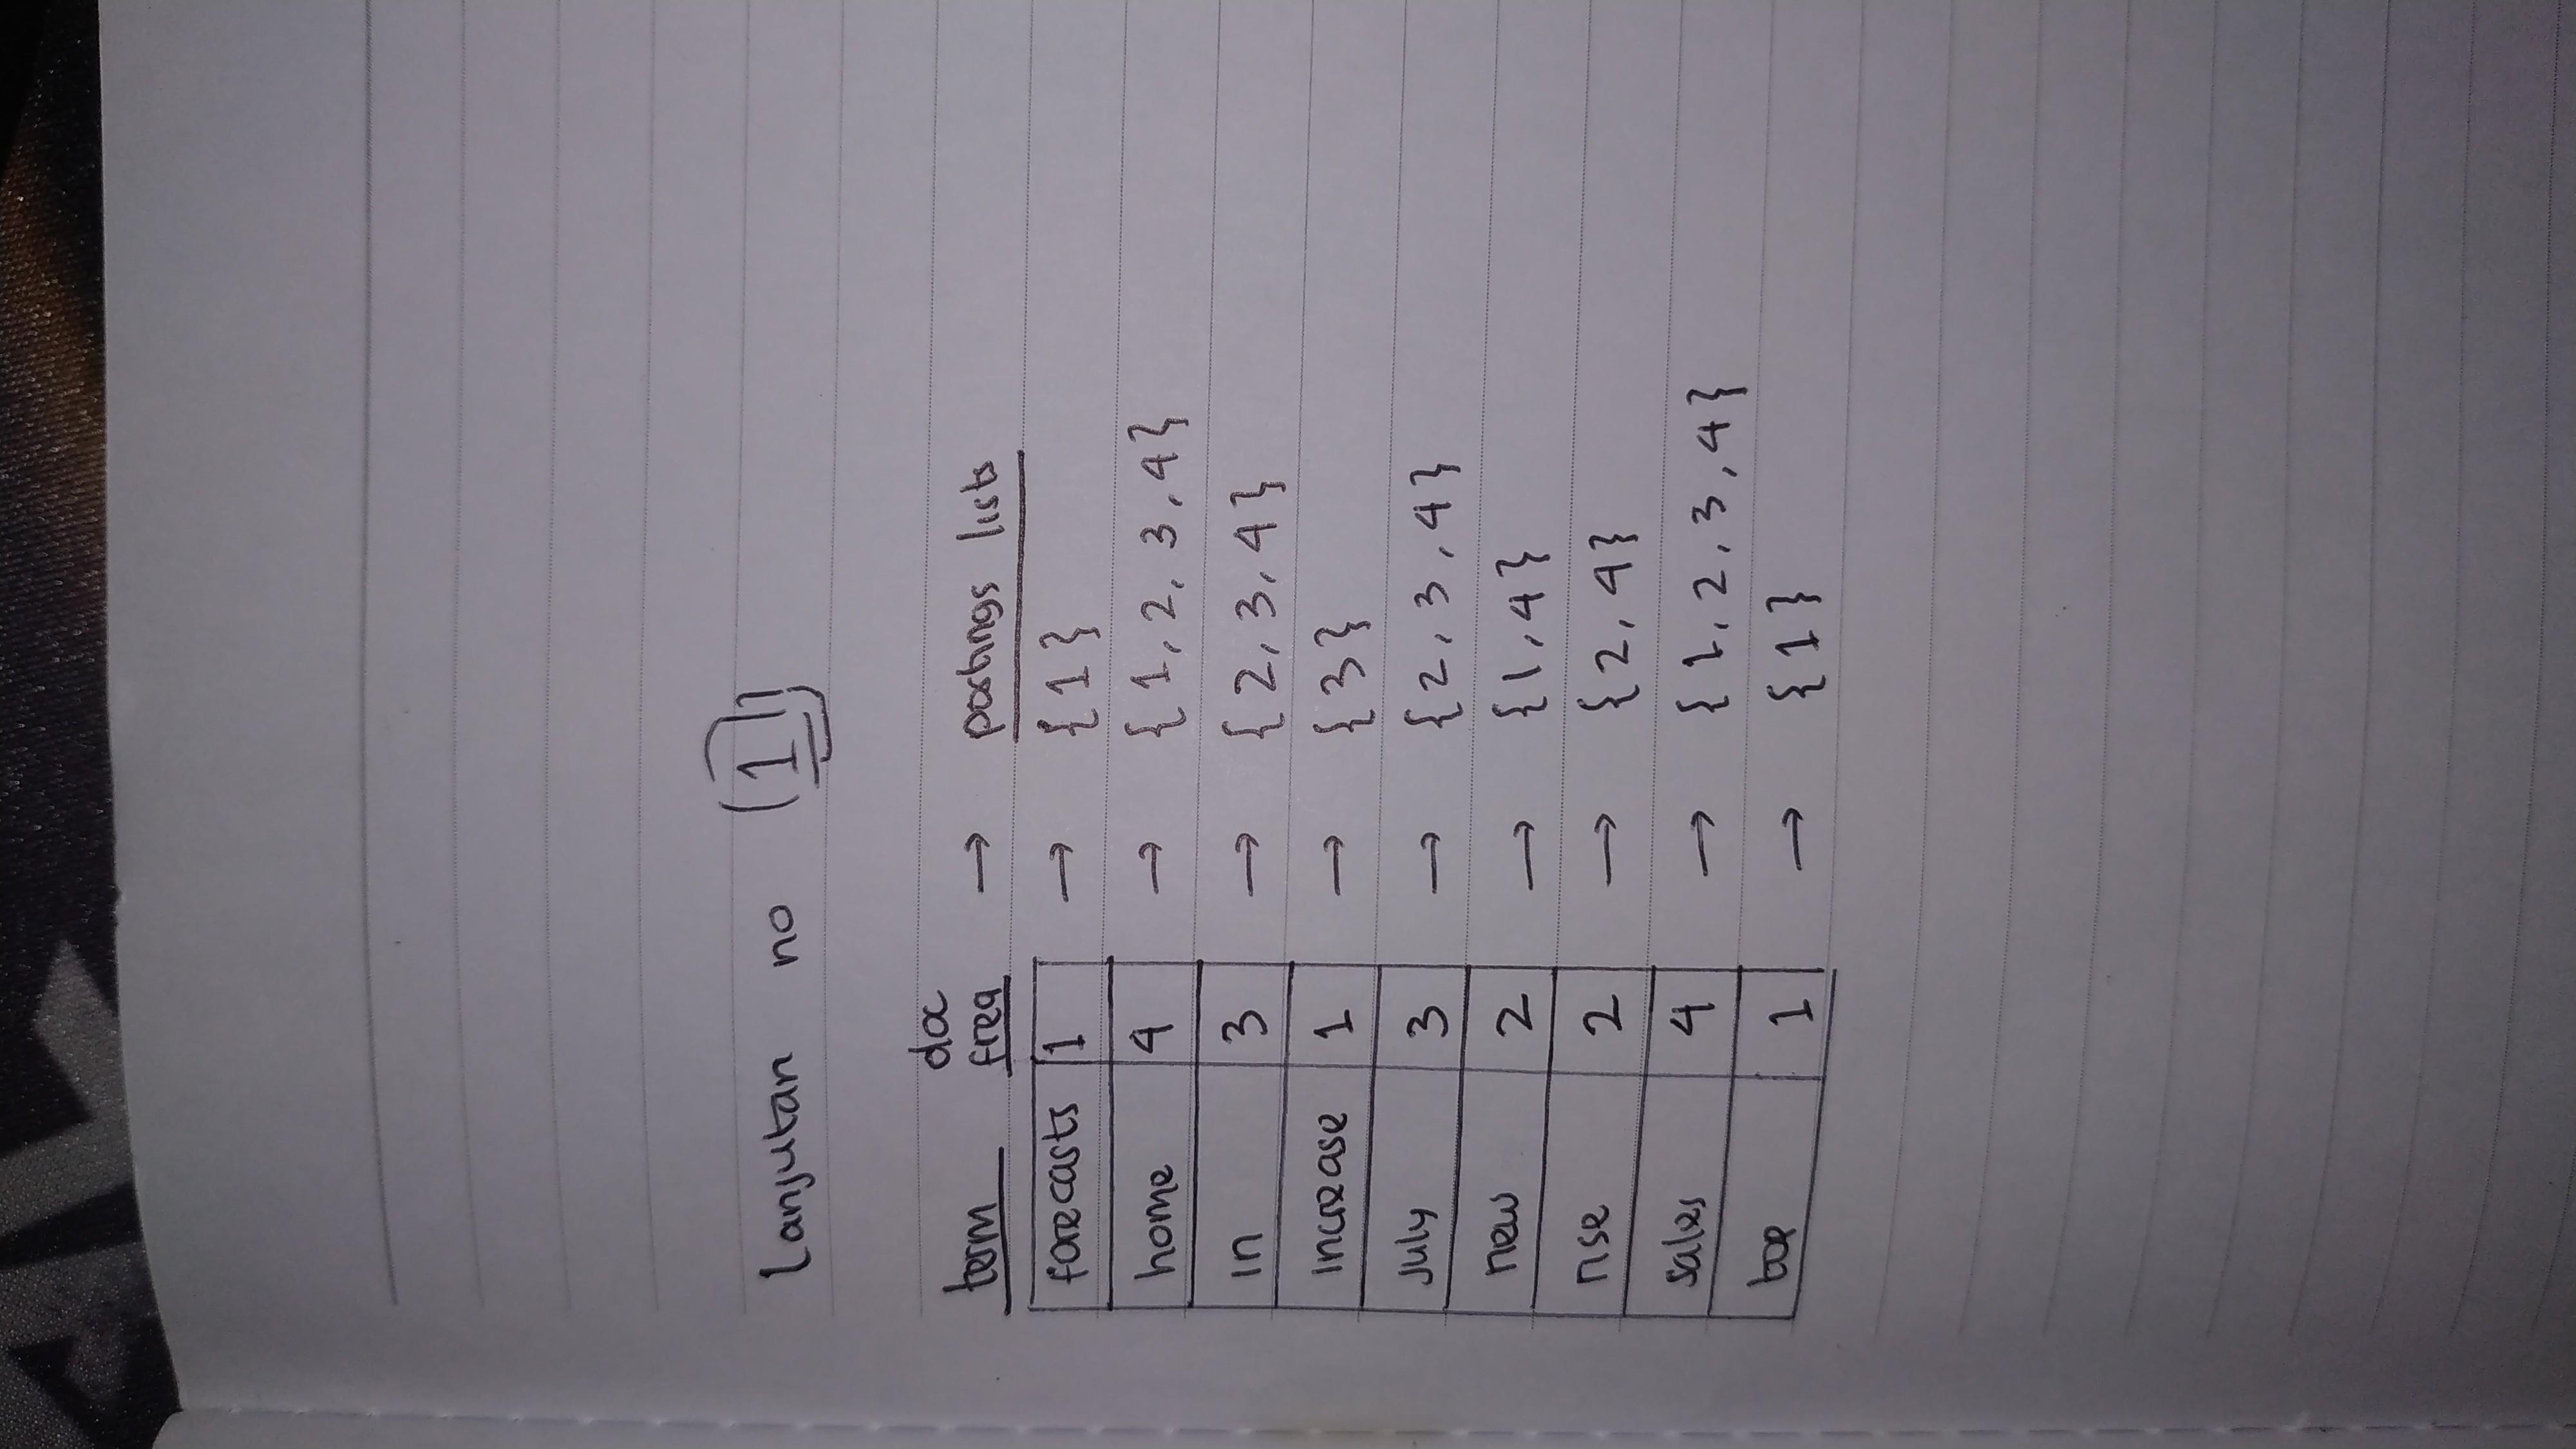 Lanjutan no (1)
term doc freq → postings lists
forecasts 1 → {1}
home 4 → {1, 2, 3, 4}
in 3 → {2, 3, 4}
increase 1 → {3}
July 3 → {2, 3, 4}
new 2 → {1, 4}
rise 2 → {2, 4}
sales 4 → {1, 2, 3, 4}
top 1 → {1}